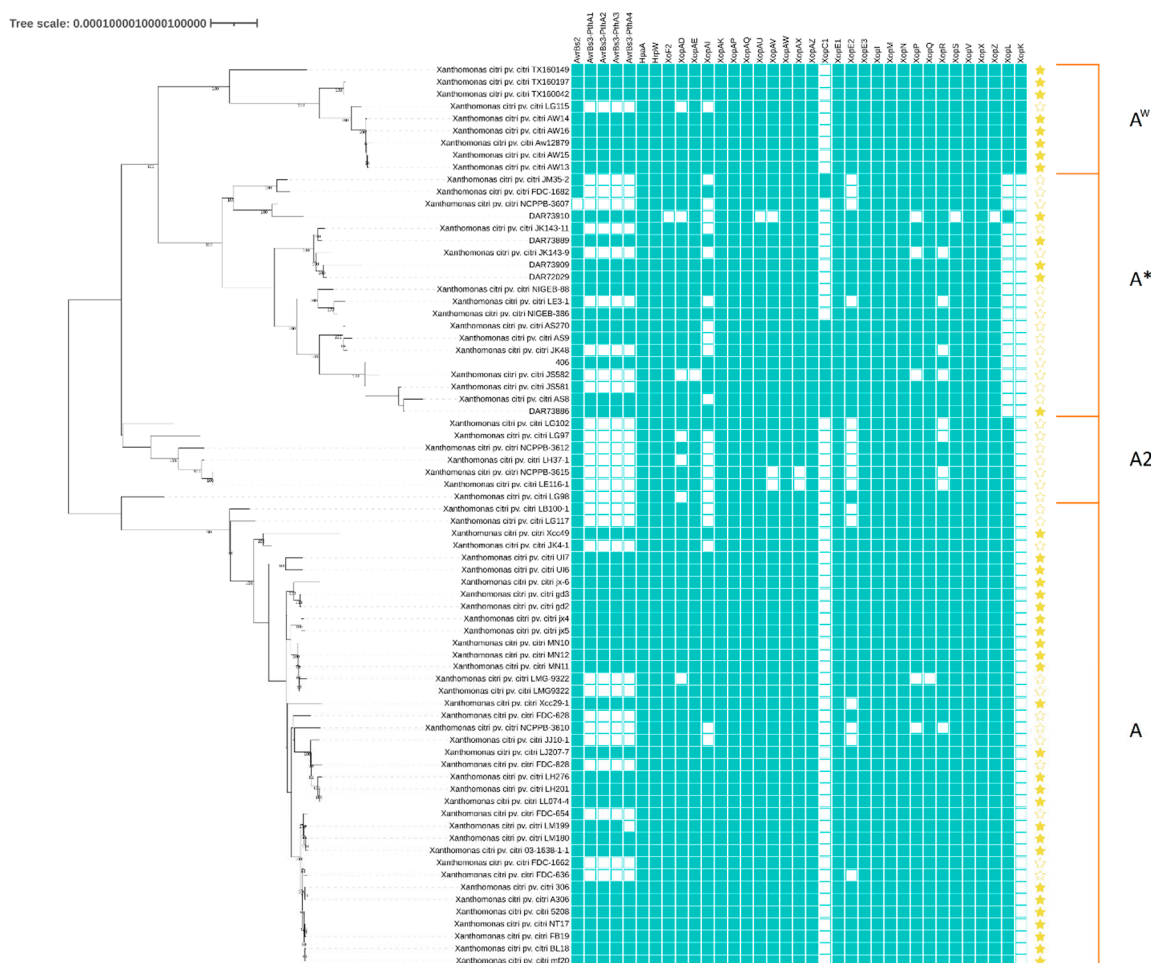 Tree scale: 0.0001000010000100000
AvrBs2
AvrBs3-PthA1
AvrBs3-PthA2
AvrBs3-PthA3
AvrBs3-PthA4
HpaA
HrpW
XoF2
XopAD
XopAE
XopAI
XopAK
XopAP
XopAQ
XopAU
XopAV
XopAW
XopAX
XopAZ
XopC1
XopE1
XopE2
XopE3
XopI
XopM
XopN
XopP
XopQ
XopR
XopS
XopV
XopX
XopZ
XopL
XopK
Xanthomonas citri pv. citri TX160149
Xanthomonas citri pv. citri TX160197
Xanthomonas citri pv. citri TX160042
Xanthomonas citri pv. citri LG115
Xanthomonas citri pv. citri AW14
Xanthomonas citri pv. citri AW16
Xanthomonas citri pv. citri Aw12879
Xanthomonas citri pv. citri AW15
Xanthomonas citri pv. citri AW13
A^w
Xanthomonas citri pv. citri JM35-2
Xanthomonas citri pv. citri FDC-1682
Xanthomonas citri pv. citri NCPPB-3607
DAR73910
Xanthomonas citri pv. citri JK143-11
DAR73889
Xanthomonas citri pv. citri JK143-9
DAR73909
DAR72029
Xanthomonas citri pv. citri NIGEB-88
Xanthomonas citri pv. citri LE3-1
Xanthomonas citri pv. citri NIGEB-386
Xanthomonas citri pv. citri AS270
Xanthomonas citri pv. citri AS9
Xanthomonas citri pv. citri JK48
406
Xanthomonas citri pv. citri JS582
Xanthomonas citri pv. citri JS581
Xanthomonas citri pv. citri AS8
DAR73886
A*
Xanthomonas citri pv. citri LG102
Xanthomonas citri pv. citri LG97
Xanthomonas citri pv. citri NCPPB-3612
Xanthomonas citri pv. citri LH37-1
Xanthomonas citri pv. citri NCPPB-3615
Xanthomonas citri pv. citri LE116-1
Xanthomonas citri pv. citri LG98
A2
Xanthomonas citri pv. citri LB100-1
Xanthomonas citri pv. citri LG117
Xanthomonas citri pv. citri Xcc49
Xanthomonas citri pv. citri JK4-1
Xanthomonas citri pv. citri UI7
Xanthomonas citri pv. citri UI6
Xanthomonas citri pv. citri jx-6
Xanthomonas citri pv. citri gd3
Xanthomonas citri pv. citri gd2
Xanthomonas citri pv. citri jx4
Xanthomonas citri pv. citri jx5
Xanthomonas citri pv. citri MN10
Xanthomonas citri pv. citri MN12
Xanthomonas citri pv. citri MN11
Xanthomonas citri pv. citri LMG-9322
Xanthomonas citri pv. citri LMG9322
Xanthomonas citri pv. citri Xcc29-1
Xanthomonas citri pv. citri FDC-628
Xanthomonas citri pv. citri NCPPB-3610
Xanthomonas citri pv. citri JJ10-1
Xanthomonas citri pv. citri LJ207-7
Xanthomonas citri pv. citri FDC-828
Xanthomonas citri pv. citri LH276
Xanthomonas citri pv. citri LH201
Xanthomonas citri pv. citri LL074-4
Xanthomonas citri pv. citri FDC-654
Xanthomonas citri pv. citri LM199
Xanthomonas citri pv. citri LM180
Xanthomonas citri pv. citri 03-1638-1-1
Xanthomonas citri pv. citri FDC-1662
Xanthomonas citri pv. citri FDC-636
Xanthomonas citri pv. citri 306
Xanthomonas citri pv. citri A306
Xanthomonas citri pv. citri 5208
Xanthomonas citri pv. citri NT17
Xanthomonas citri pv. citri FB19
Xanthomonas citri pv. citri BL18
Xanthomonas citri pv. citri mf20
A